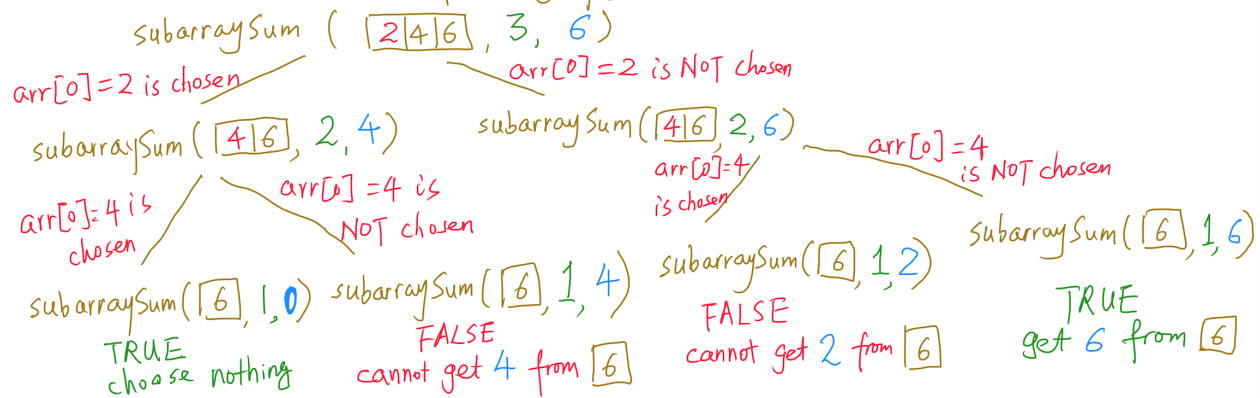 subarraySum ( 2|4|6 , 3, 6 )
arr[0]=2 is chosen
arr[0]=2 is NOT chosen
subarraySum ( 4|6 , 2, 4 )
subarraySum ( 4|6 , 2, 6 )
arr[0]=4 is
chosen
arr[0]=4 is
NOT chosen
arr[0]=4
is chosen
arr[0]=4
is NOT chosen
subarraySum ( 6 , 1, 0 )
TRUE
choose nothing
subarraySum ( 6 , 1, 4 )
FALSE
cannot get 4 from 6
subarraySum ( 6 , 1, 2 )
FALSE
cannot get 2 from 6
subarraySum ( 6 , 1, 6 )
TRUE
get 6 from 6